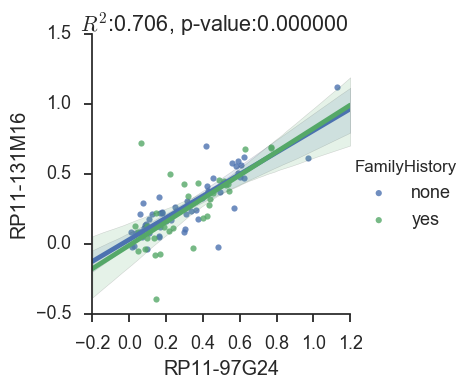 R²:0.706, p-value:0.000000
1.5
1.0
0.5
0.0
−0.5
RP11-131M16
−0.2 0.0 0.2 0.4 0.6 0.8 1.0 1.2
RP11-97G24
FamilyHistory
none
yes